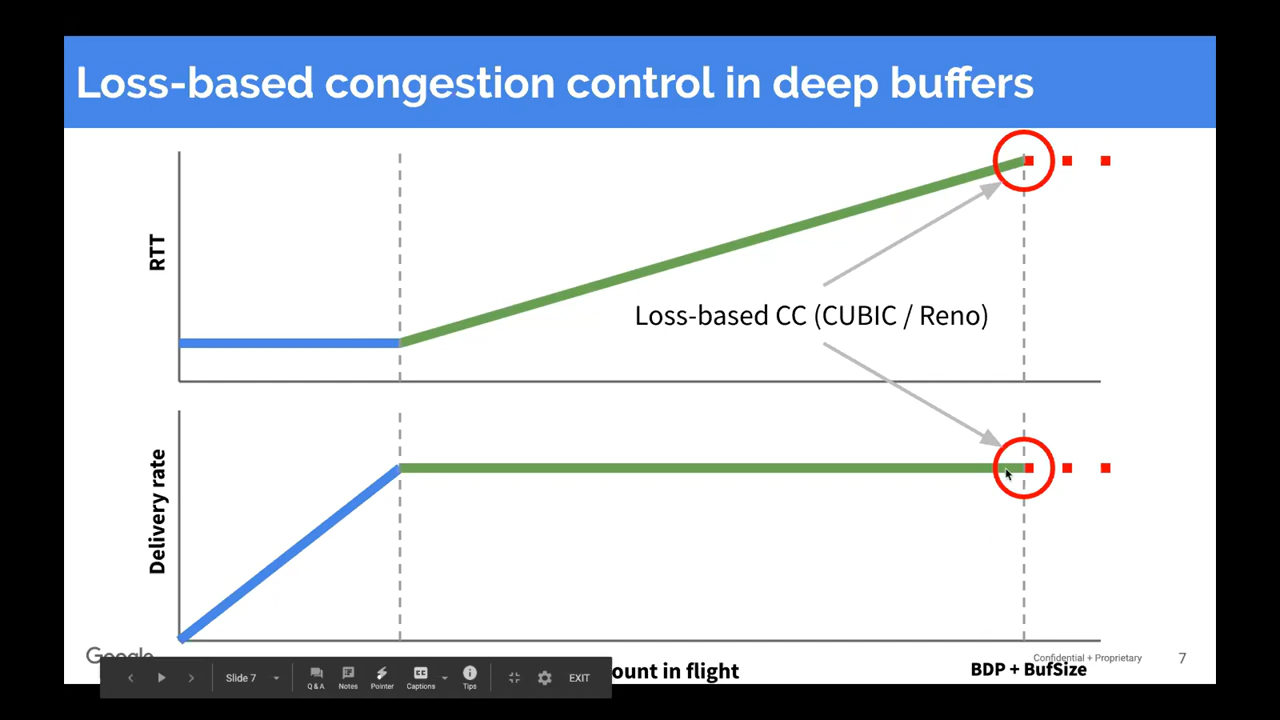 Loss-based congestion control in deep buffers
RTT
Loss-based CC (CUBIC / Reno)
Delivery rate
Google
Confidential + Proprietary
7
Slide 7
Q & A
Notes
Pointer
CC
Captions
Tips
EXIT
ount in flight
BDP + BufSize